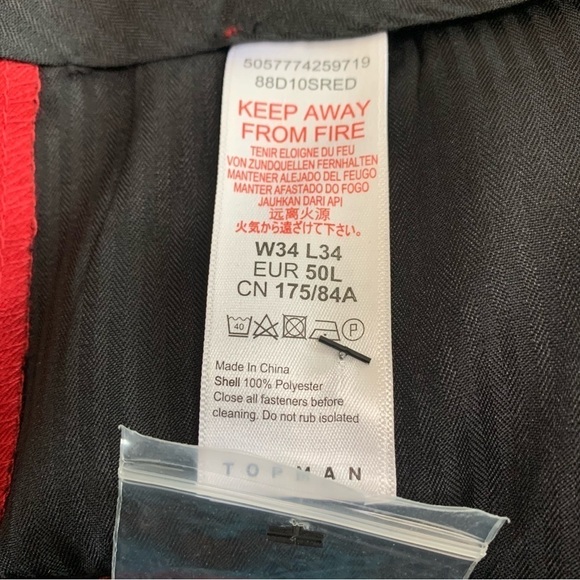 5057774259719
88D10SRED
KEEP AWAY
FROM FIRE
TENIR ELOIGNE DU FEU
VON ZUNDQUELLEN FERNHALTEN
MANTENER ALEJADO DEL FEUGO
MANTER AFASTADO DO FOGO
JAUHKAN DARI API
远离火源
火気から遠ざけて下さい。
W34 L34
EUR 50L
CN 175/84A
40 P
Made In China
Shell 100% Polyester
Close all fasteners before
cleaning. Do not rub isolated
TOPMAN